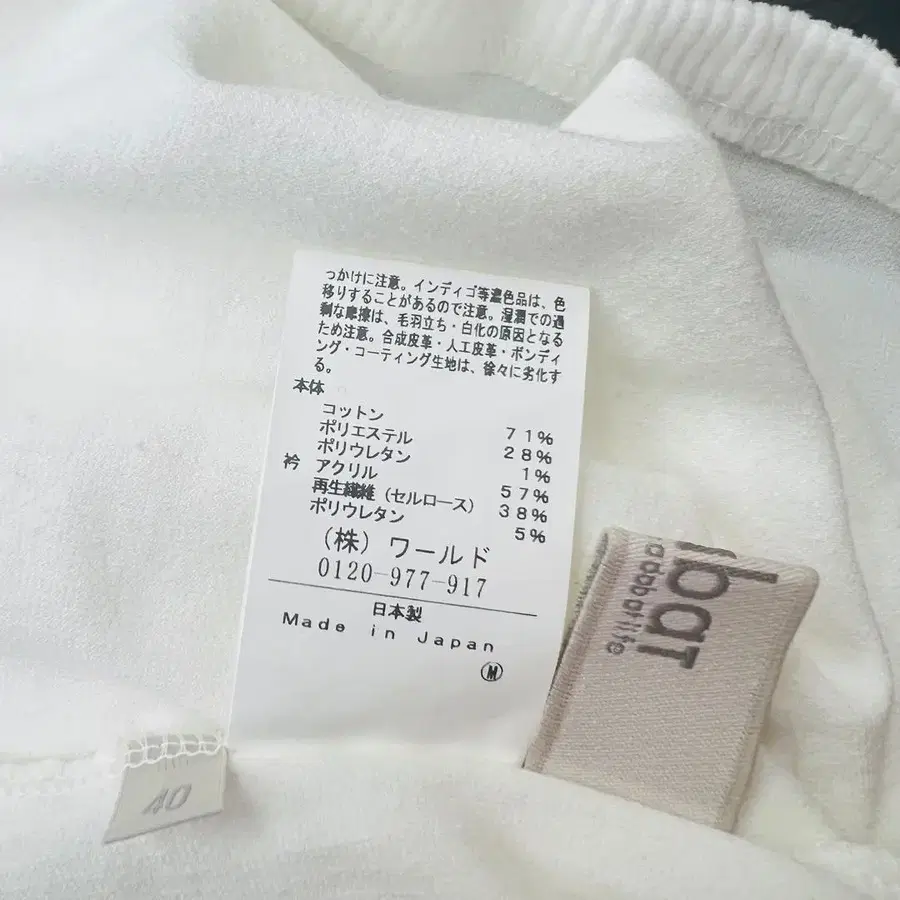 っかけに注意。インディゴ等濃色品は、色
移りすることがあるので注意。湿潤での過
剰な摩擦は、毛羽立ち・白化の原因となる
ため注意。合成皮革・人工皮革・ボンディ
ング・コーティング生地は、徐々に劣化す
る。
本体
コットン 71%
ポリエステル 28%
ポリウレタン 1%
衿 アクリル 57%
再生繊維（セルロース） 38%
ポリウレタン 5%
（株）ワールド
0120-977-917
日本製
Made in Japan
M
40
bat
adabat life